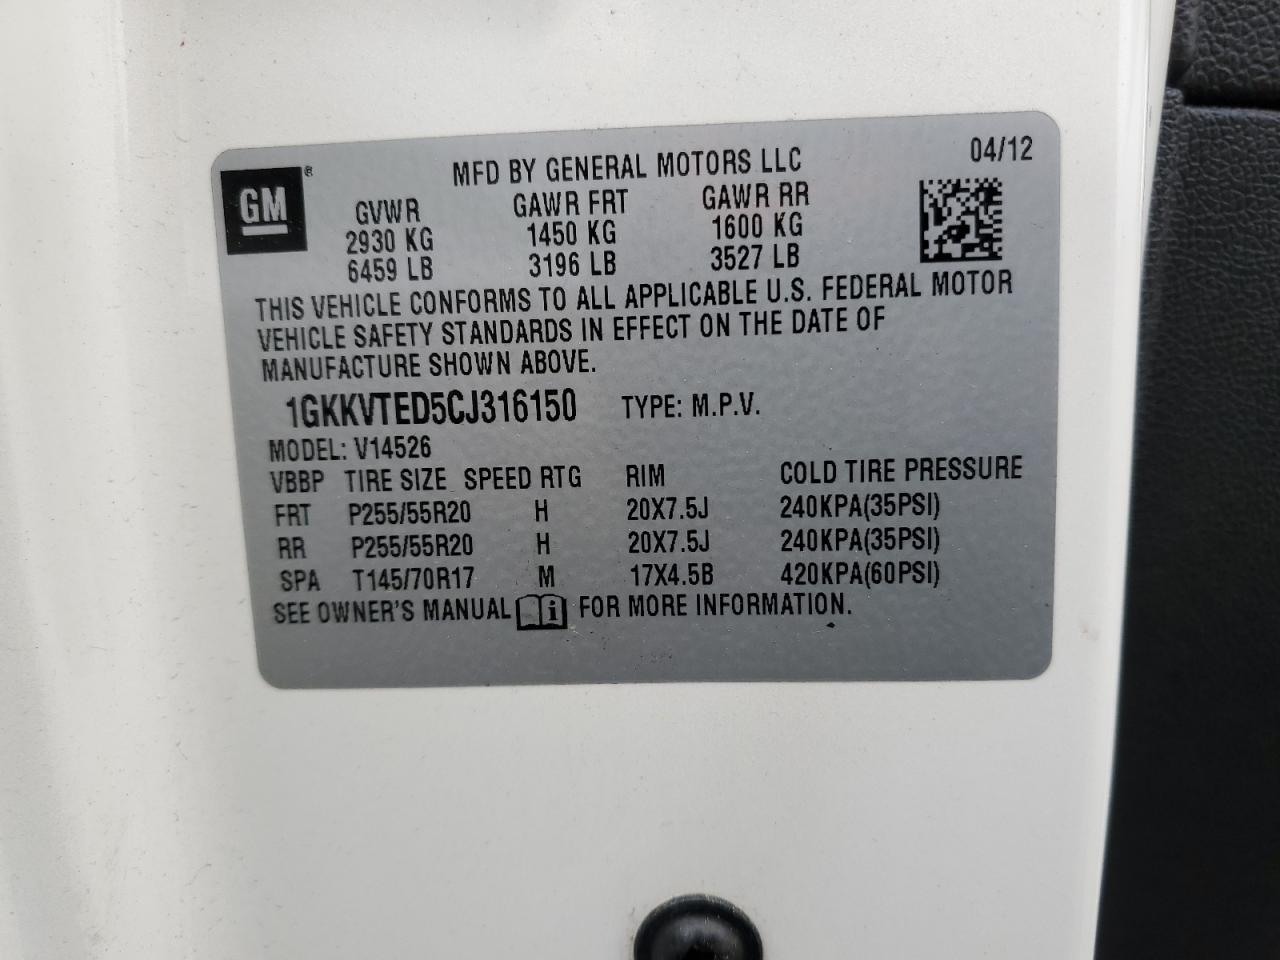 GM ®
MFD BY GENERAL MOTORS LLC 04/12
GVWR GAWR FRT GAWR RR
2930 KG 1450 KG 1600 KG
6459 LB 3196 LB 3527 LB
THIS VEHICLE CONFORMS TO ALL APPLICABLE U.S. FEDERAL MOTOR
VEHICLE SAFETY STANDARDS IN EFFECT ON THE DATE OF
MANUFACTURE SHOWN ABOVE.
1GKKVTED5CJ316150 TYPE: M.P.V.
MODEL: V14526
VBBP TIRE SIZE SPEED RTG RIM COLD TIRE PRESSURE
FRT P255/55R20 H 20X7.5J 240KPA(35PSI)
RR P255/55R20 H 20X7.5J 240KPA(35PSI)
SPA T145/70R17 M 17X4.5B 420KPA(60PSI)
SEE OWNER'S MANUAL i FOR MORE INFORMATION.